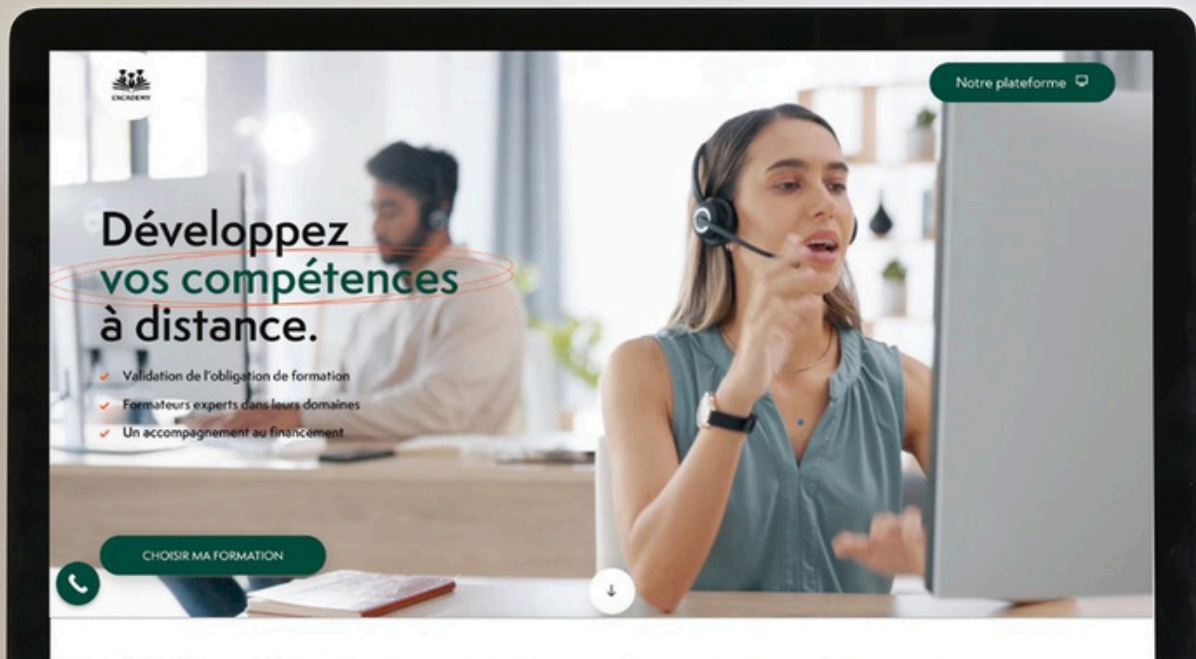 Notre plateforme
Développez
vos compétences
à distance.
Validation de l'obligation de formation
Formateurs experts dans leurs domaines
Un accompagnement au financement
CHOISIR MA FORMATION